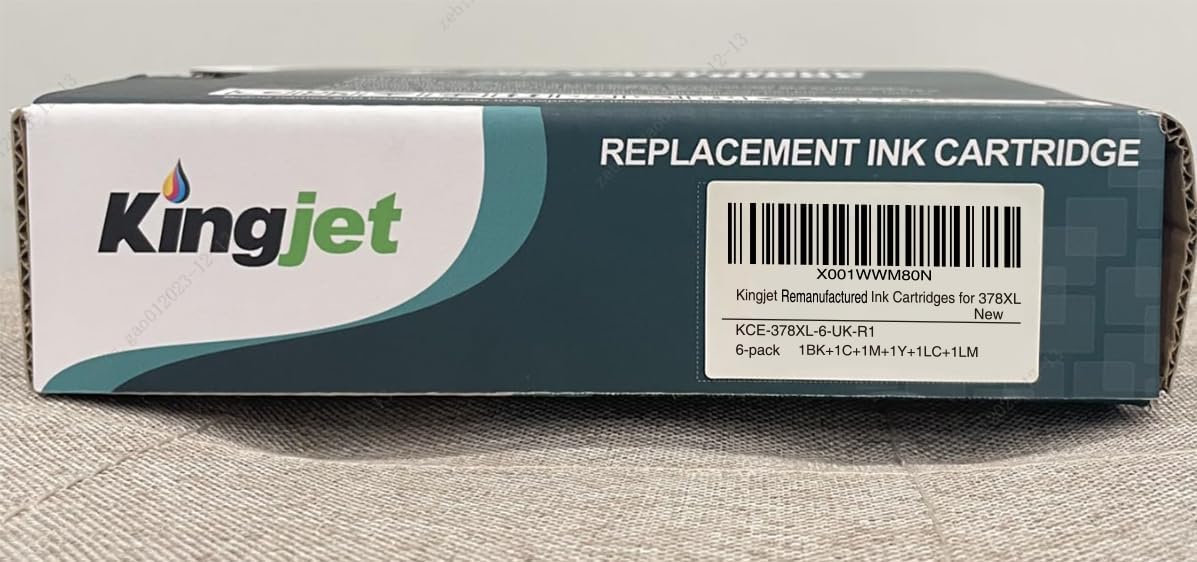 Kingjet
REPLACEMENT INK CARTRIDGE
X001WWM80N
Kingjet Remanufactured Ink Cartridges for 378XL
New
KCE-378XL-6-UK-R1
6-pack 1BK+1C+1M+1Y+1LC+1LM